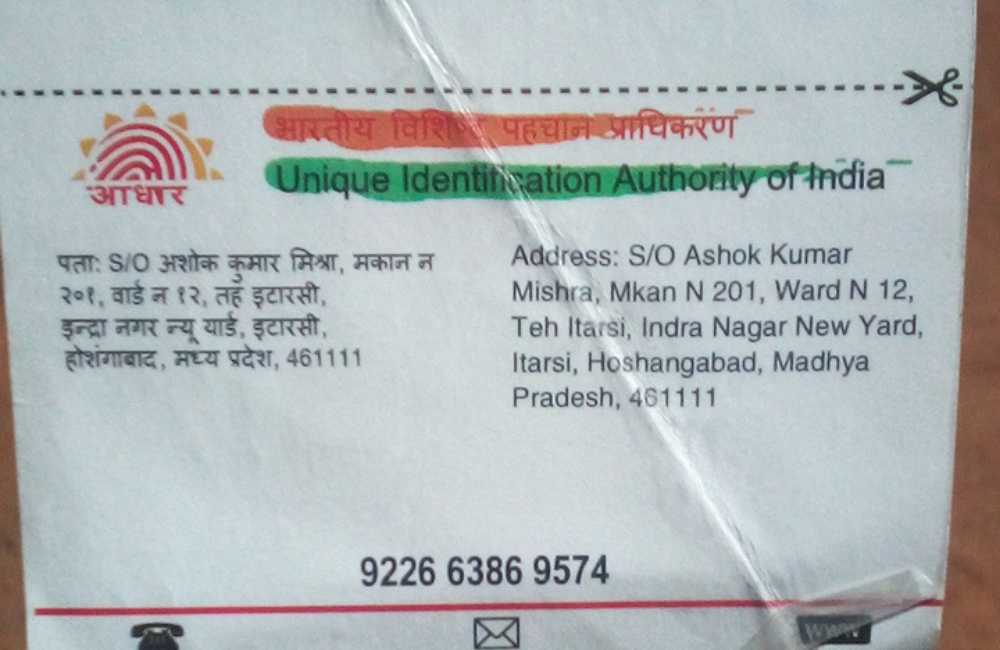 आधार
भारतीय विशिष्ट पहचान प्राधिकरण
Unique Identification Authority of India
पता: S/O अशोक कुमार मिश्रा, मकान न
२०१, वार्ड न १२, तह इटारसी,
इन्द्रा नगर न्यू यार्ड, इटारसी,
होशंगाबाद, मध्य प्रदेश, 461111
Address: S/O Ashok Kumar
Mishra, Mkan N 201, Ward N 12,
Teh Itarsi, Indra Nagar New Yard,
Itarsi, Hoshangabad, Madhya
Pradesh, 461111
9226 6386 9574
www